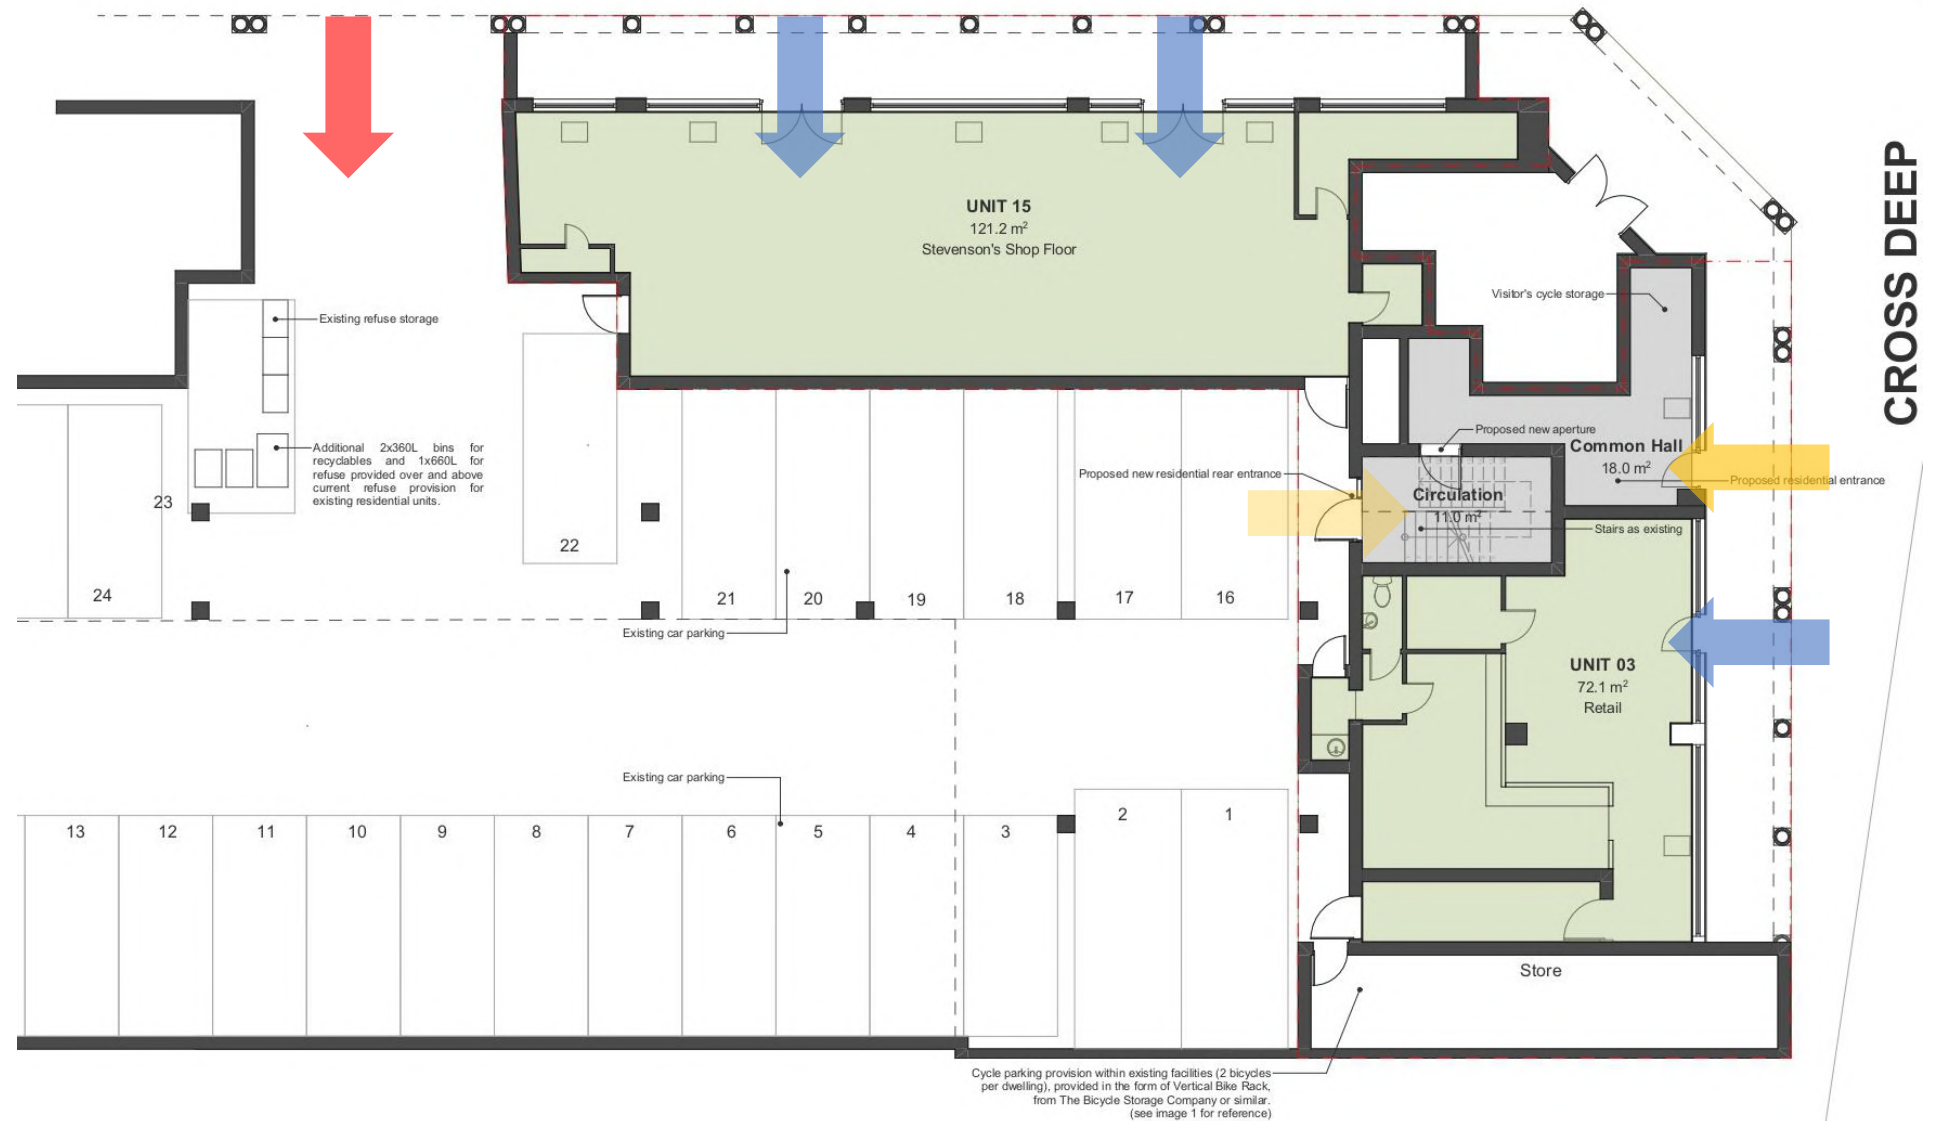 UNIT 15
121.2 m²
Stevenson's Shop Floor
CROSS DEEP
Visitor's cycle storage
Existing refuse storage
Additional 2x360L bins for
recyclables and 1x660L for
refuse provided over and above
current refuse provision for
existing residential units.
Proposed new aperture
Common Hall
18.0 m²
Proposed residential entrance
Proposed new residential rear entrance
Circulation
11.0 m²
Stairs as existing
23
22
24
21
20
19
18
17
16
Existing car parking
UNIT 03
72.1 m²
Retail
Existing car parking
13
12
11
10
9
8
7
6
5
4
3
2
1
Store
Cycle parking provision within existing facilities (2 bicycles
per dwelling), provided in the form of Vertical Bike Rack,
from The Bicycle Storage Company or similar.
(see image 1 for reference)